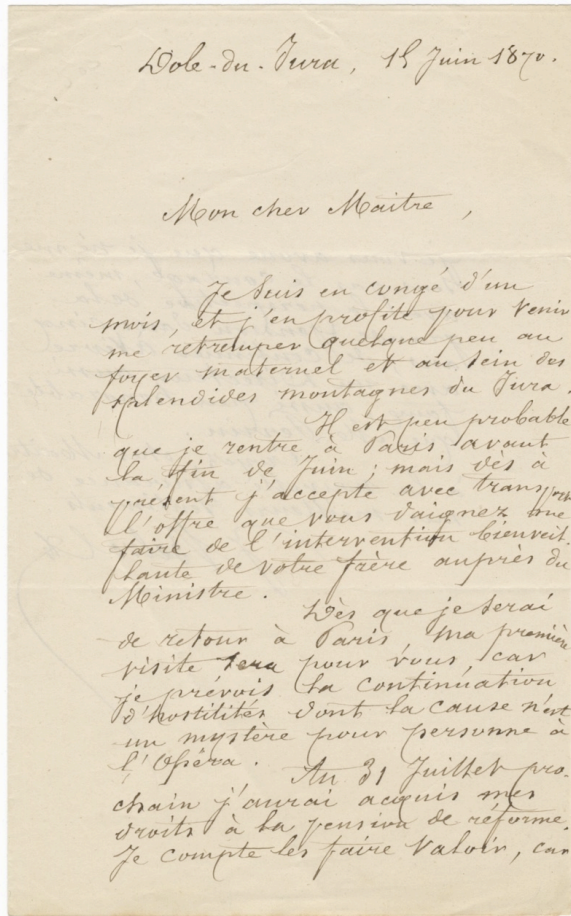 Dole-du-Jura, 15 Juin 1870.
Mon cher Maitre,
Je suis en congé d'un
mois, et j'en profite pour venir
me retremper quelque peu au
foyer maternel et au sein des
splendides montagnes du Jura.
Il est peu probable
que je rentre à Paris avant
la fin de Juin ; mais dès à
présent j'accepte avec transport
l'offre que vous daignez me
faire de l'intervention bienveil-
lante de votre frère auprès du
Ministre.
Dès que je serai
de retour à Paris, ma première
visite sera pour vous, car
je prévois la continuation
d'hostilités dont la cause n'est
un mystère pour personne à
l'Opéra.
Au 31 Juillet pro-
chain j'aurai acquis mes
droits à la pension de réforme.
Je compte les faire valoir, car